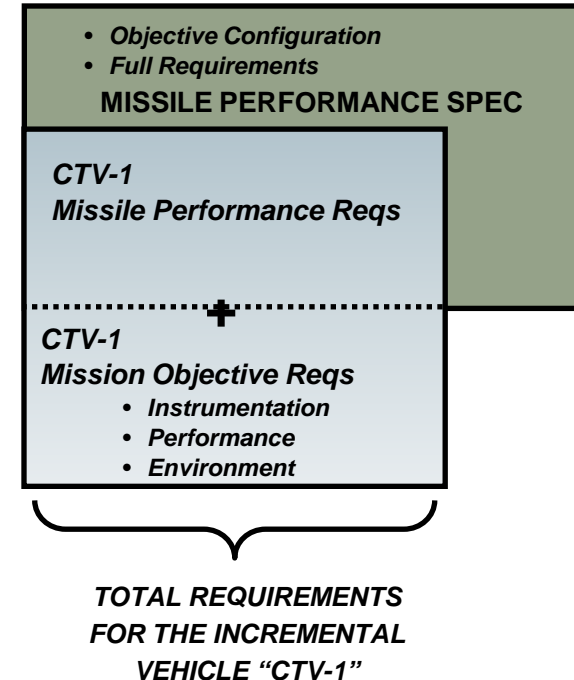 • Objective Configuration
• Full Requirements
MISSILE PERFORMANCE SPEC
CTV-1
Missile Performance Reqs
+
CTV-1
Mission Objective Reqs
• Instrumentation
• Performance
• Environment
TOTAL REQUIREMENTS
FOR THE INCREMENTAL
VEHICLE “CTV-1”